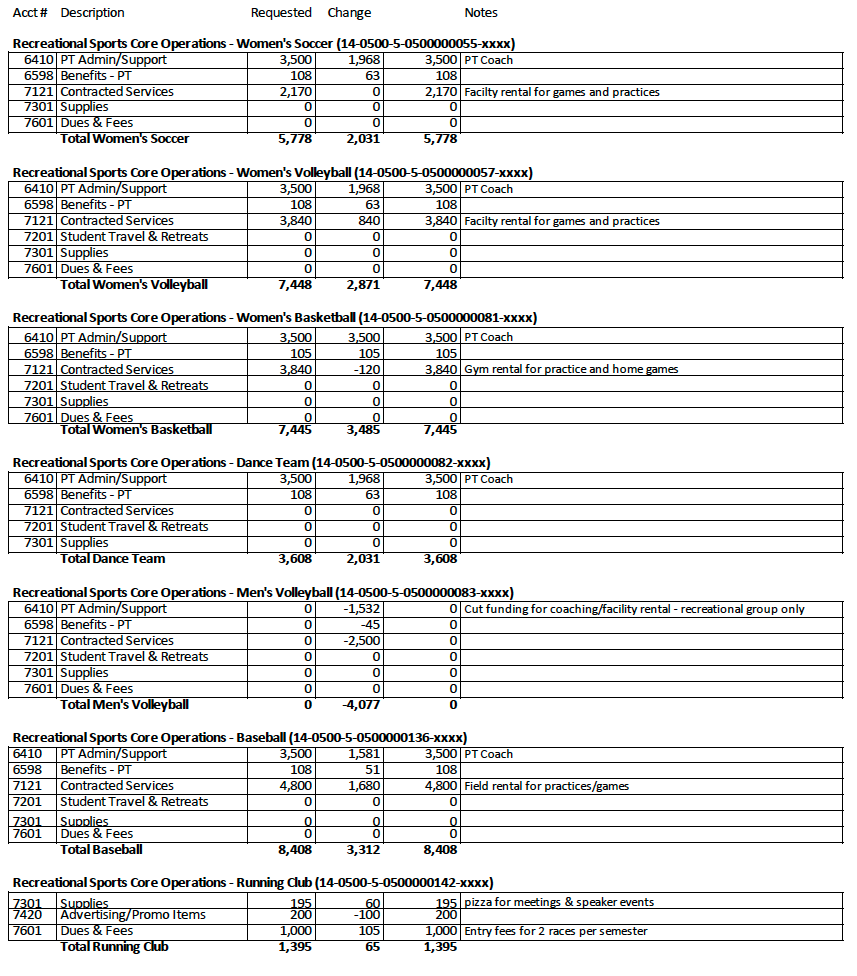 Acct # Description Requested Change Notes
Recreational Sports Core Operations - Women's Soccer (14-0500-5-0500000055-xxxx)
6410 PT Admin/Support 3,500 1,968 3,500 PT Coach
6598 Benefits - PT 108 63 108
7121 Contracted Services 2,170 0 2,170 Facilty rental for games and practices
7301 Supplies 0 0 0
7601 Dues & Fees 0 0 0
Total Women's Soccer 5,778 2,031 5,778
Recreational Sports Core Operations - Women's Volleyball (14-0500-5-0500000057-xxxx)
6410 PT Admin/Support 3,500 1,968 3,500 PT Coach
6598 Benefits - PT 108 63 108
7121 Contracted Services 3,840 840 3,840 Facilty rental for games and practices
7201 Student Travel & Retreats 0 0 0
7301 Supplies 0 0 0
7601 Dues & Fees 0 0 0
Total Women's Volleyball 7,448 2,871 7,448
Recreational Sports Core Operations - Women's Basketball (14-0500-5-0500000081-xxxx)
6410 PT Admin/Support 3,500 3,500 3,500 PT Coach
6598 Benefits - PT 105 105 105
7121 Contracted Services 3,840 -120 3,840 Gym rental for practice and home games
7201 Student Travel & Retreats 0 0 0
7301 Supplies 0 0 0
7601 Dues & Fees 0 0 0
Total Women's Basketball 7,445 3,485 7,445
Recreational Sports Core Operations - Dance Team (14-0500-5-0500000082-xxxx)
6410 PT Admin/Support 3,500 1,968 3,500 PT Coach
6598 Benefits - PT 108 63 108
7121 Contracted Services 0 0 0
7201 Student Travel & Retreats 0 0 0
7301 Supplies 0 0 0
Total Dance Team 3,608 2,031 3,608
Recreational Sports Core Operations - Men's Volleyball (14-0500-5-0500000083-xxxx)
6410 PT Admin/Support 0 -1,532 0 Cut funding for coaching/facility rental - recreational group only
6598 Benefits - PT 0 -45 0
7121 Contracted Services 0 -2,500 0
7201 Student Travel & Retreats 0 0 0
7301 Supplies 0 0 0
7601 Dues & Fees 0 0 0
Total Men's Volleyball 0 -4,077 0
Recreational Sports Core Operations - Baseball (14-0500-5-0500000136-xxxx)
6410 PT Admin/Support 3,500 1,581 3,500 PT Coach
6598 Benefits - PT 108 51 108
7121 Contracted Services 4,800 1,680 4,800 Field rental for practices/games
7201 Student Travel & Retreats 0 0 0
7301 Supplies 0 0 0
7601 Dues & Fees 0 0 0
Total Baseball 8,408 3,312 8,408
Recreational Sports Core Operations - Running Club (14-0500-5-0500000142-xxxx)
7301 Supplies 195 60 195 pizza for meetings & speaker events
7420 Advertising/Promo Items 200 -100 200
7601 Dues & Fees 1,000 105 1,000 Entry fees for 2 races per semester
Total Running Club 1,395 65 1,395